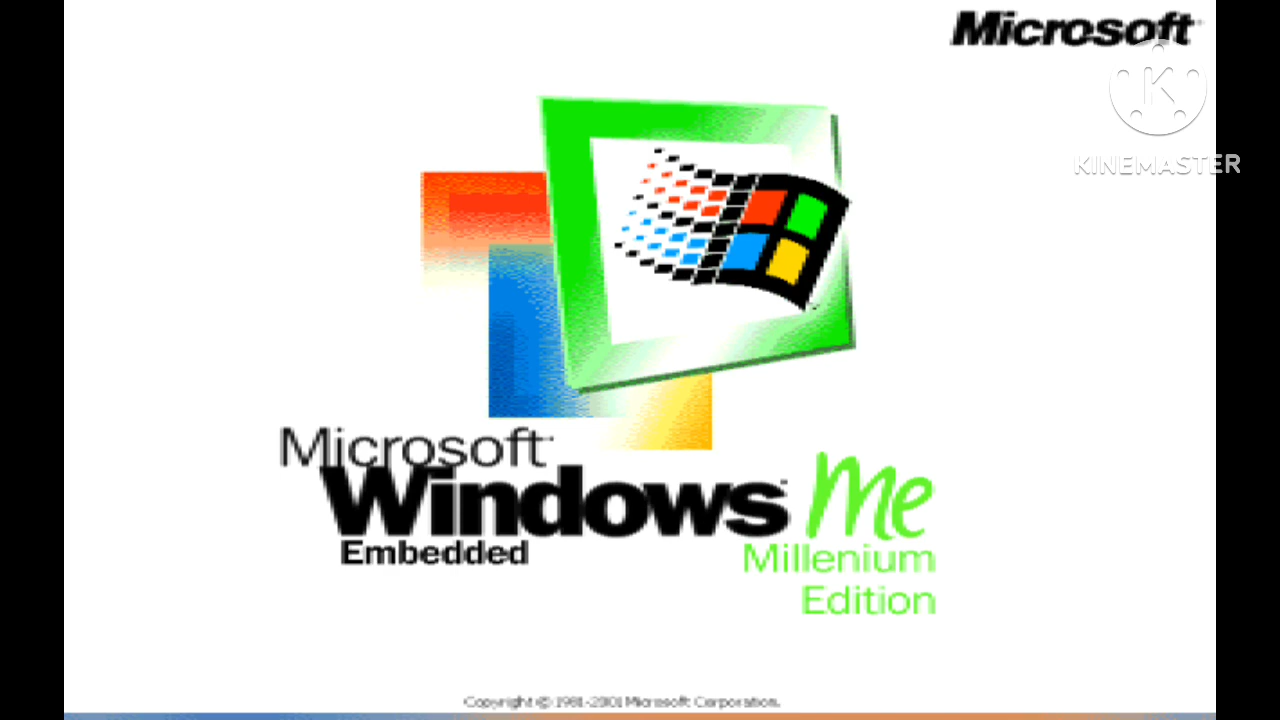 Microsoft
KINEMASTER
Microsoft
Windows Me
Embedded
Millenium
Edition
Copyright © 1981-2001 Microsoft Corporation.